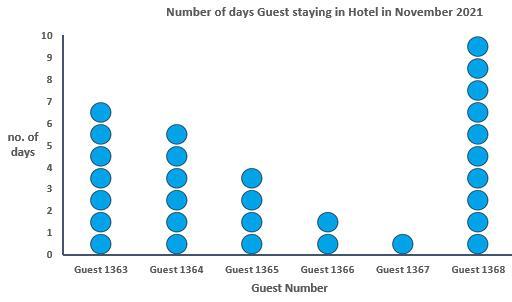 Number of days Guest staying in Hotel in November 2021
10
9
8
7
6
5
4
3
2
1
0
no. of
days
Guest 1363 Guest 1364 Guest 1365 Guest 1366 Guest 1367 Guest 1368
Guest Number